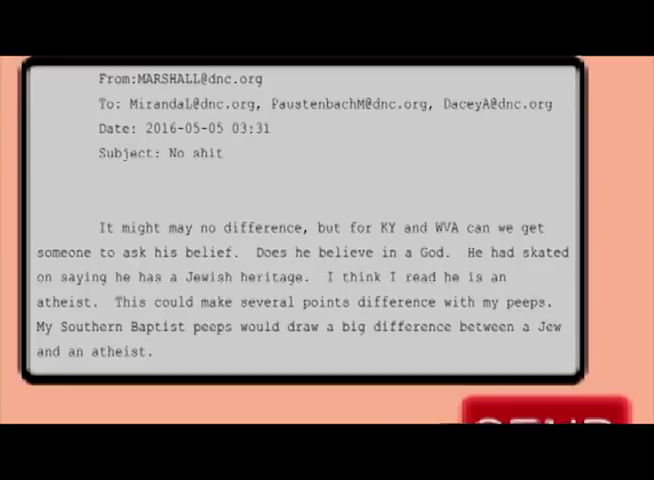 From:MARSHALL@dnc.org
To: MirandaL@dnc.org, PaustenbachM@dnc.org, DaceyA@dnc.org
Date: 2016-05-05 03:31
Subject: No shit
It might may no difference, but for KY and WVA can we get
someone to ask his belief. Does he believe in a God. He had skated
on saying he has a Jewish heritage. I think I read he is an
atheist. This could make several points difference with my peeps.
My Southern Baptist peeps would draw a big difference between a Jew
and an atheist.